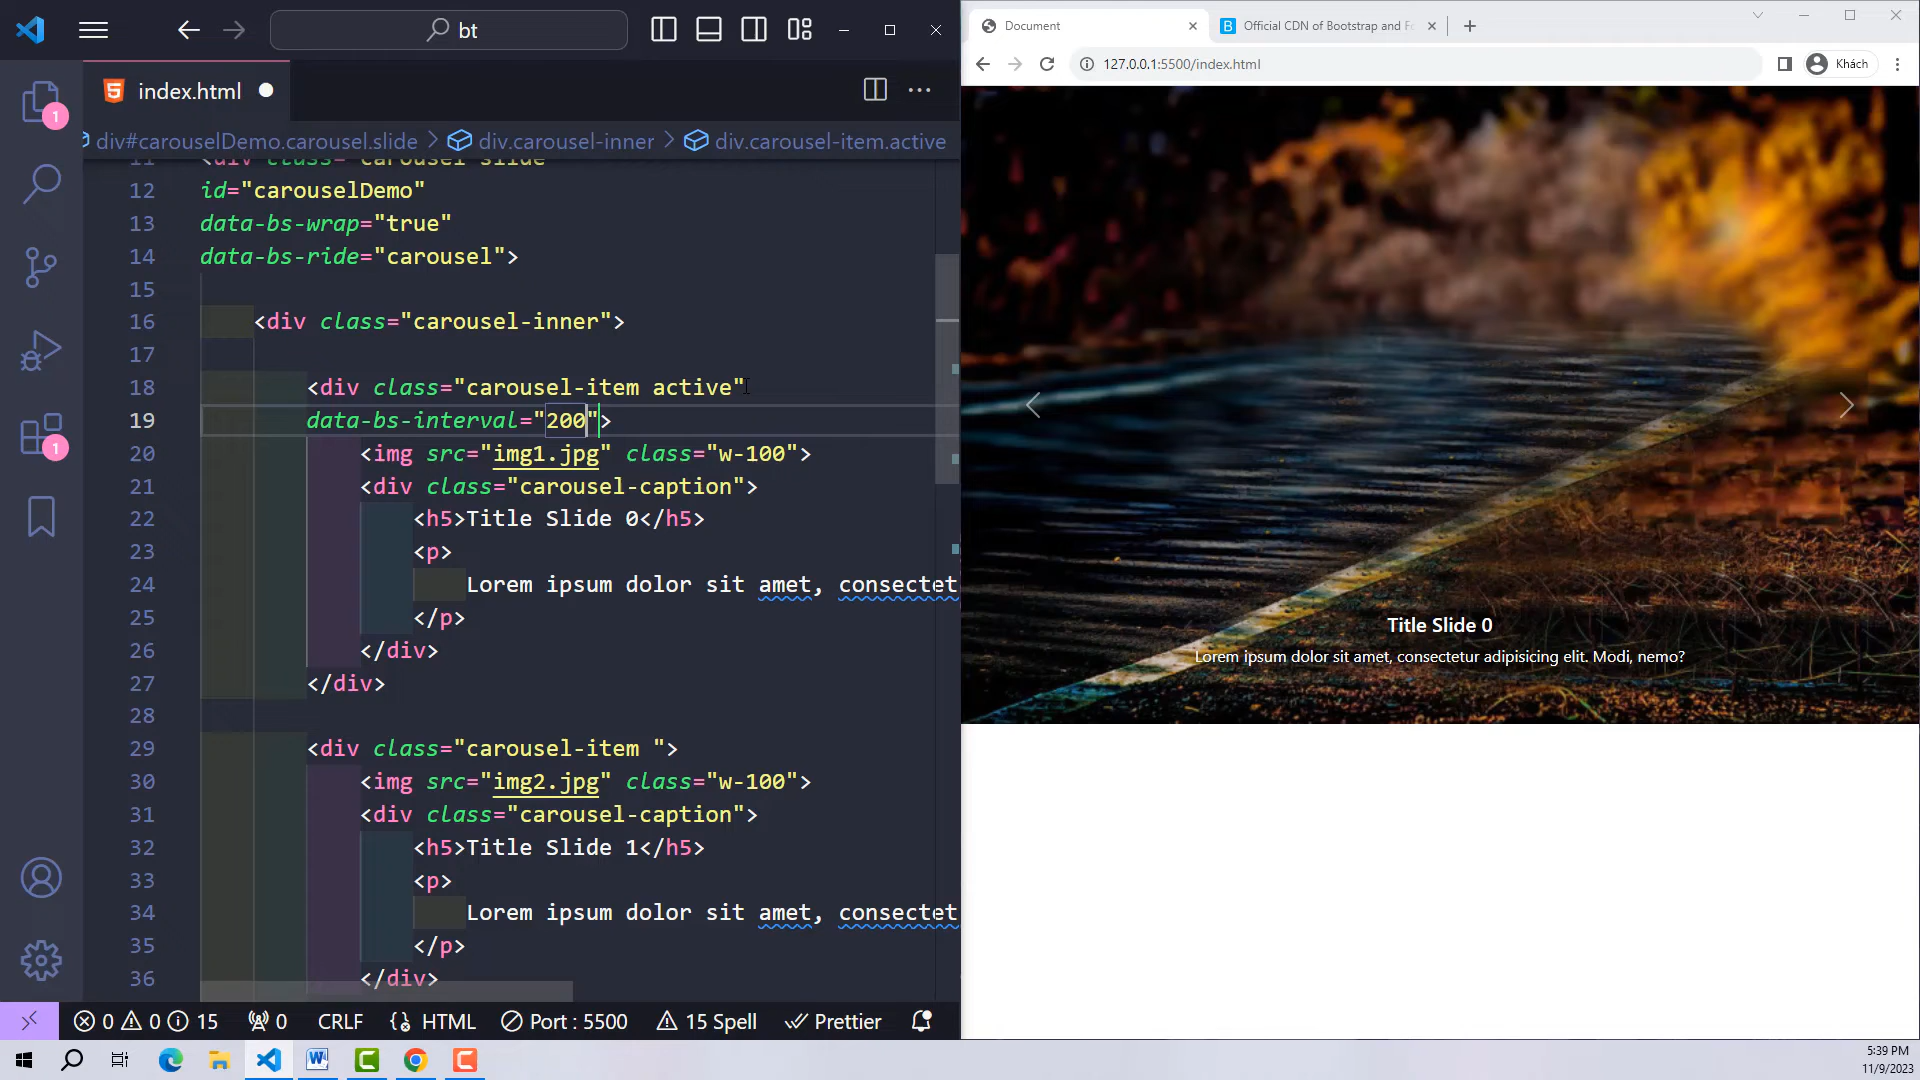 bt
index.html
div#carouselDemo.carousel.slide > div.carousel-inner > div.carousel-item.active
11 <div class="carousel slide"
12 id="carouselDemo"
13 data-bs-wrap="true"
14 data-bs-ride="carousel">
15
16 <div class="carousel-inner">
17
18 <div class="carousel-item active"
19 data-bs-interval="200">
20 <img src="img1.jpg" class="w-100">
21 <div class="carousel-caption">
22 <h5>Title Slide 0</h5>
23 <p>
24 Lorem ipsum dolor sit amet, consectet
25 </p>
26 </div>
27 </div>
28
29 <div class="carousel-item ">
30 <img src="img2.jpg" class="w-100">
31 <div class="carousel-caption">
32 <h5>Title Slide 1</h5>
33 <p>
34 Lorem ipsum dolor sit amet, consectet
35 </p>
36 </div>
1
1
0 0 15 0 CRLF HTML Port : 5500 15 Spell Prettier
Document
Official CDN of Bootstrap and Fo
127.0.0.1:5500/index.html
Khách
Title Slide 0
Lorem ipsum dolor sit amet, consectetur adipisicing elit. Modi, nemo?
5:39 PM
11/9/2023